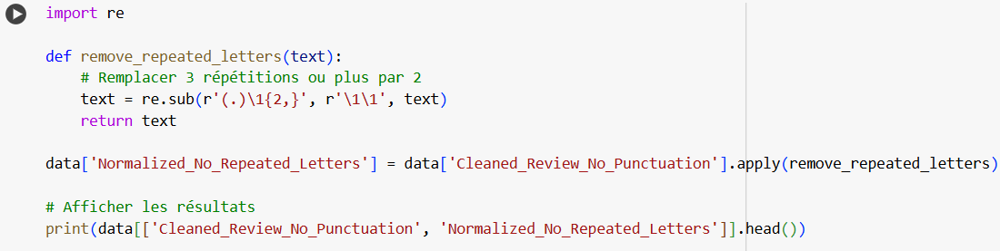 import re
def remove_repeated_letters(text):
# Remplacer 3 répétitions ou plus par 2
text = re.sub(r'(.)\1{2,}', r'\1\1', text)
return text
data['Normalized_No_Repeated_Letters'] = data['Cleaned_Review_No_Punctuation'].apply(remove_repeated_letters)
# Afficher les résultats
print(data[['Cleaned_Review_No_Punctuation', 'Normalized_No_Repeated_Letters']].head())